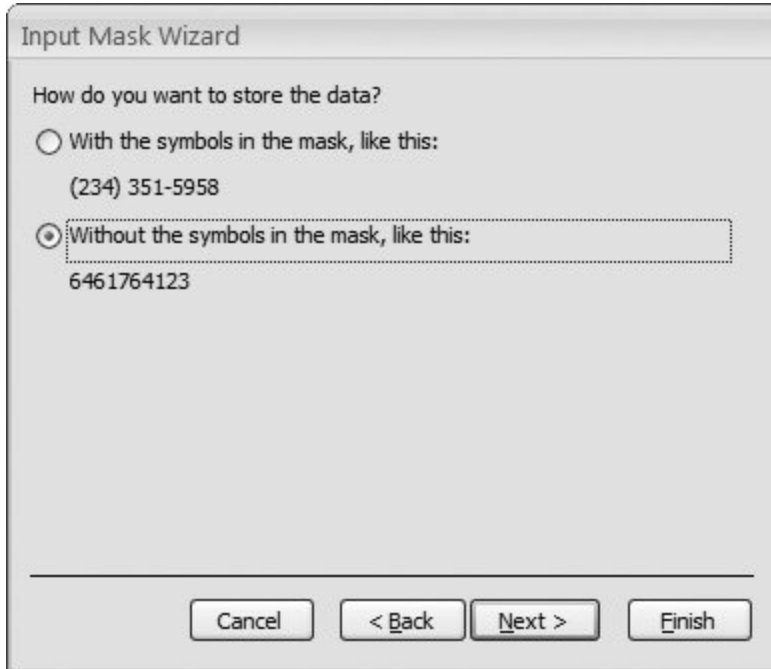 Input Mask Wizard
How do you want to store the data?
With the symbols in the mask, like this:
(234) 351-5958
Without the symbols in the mask, like this:
6461764123
Cancel
< Back
Next >
Finish